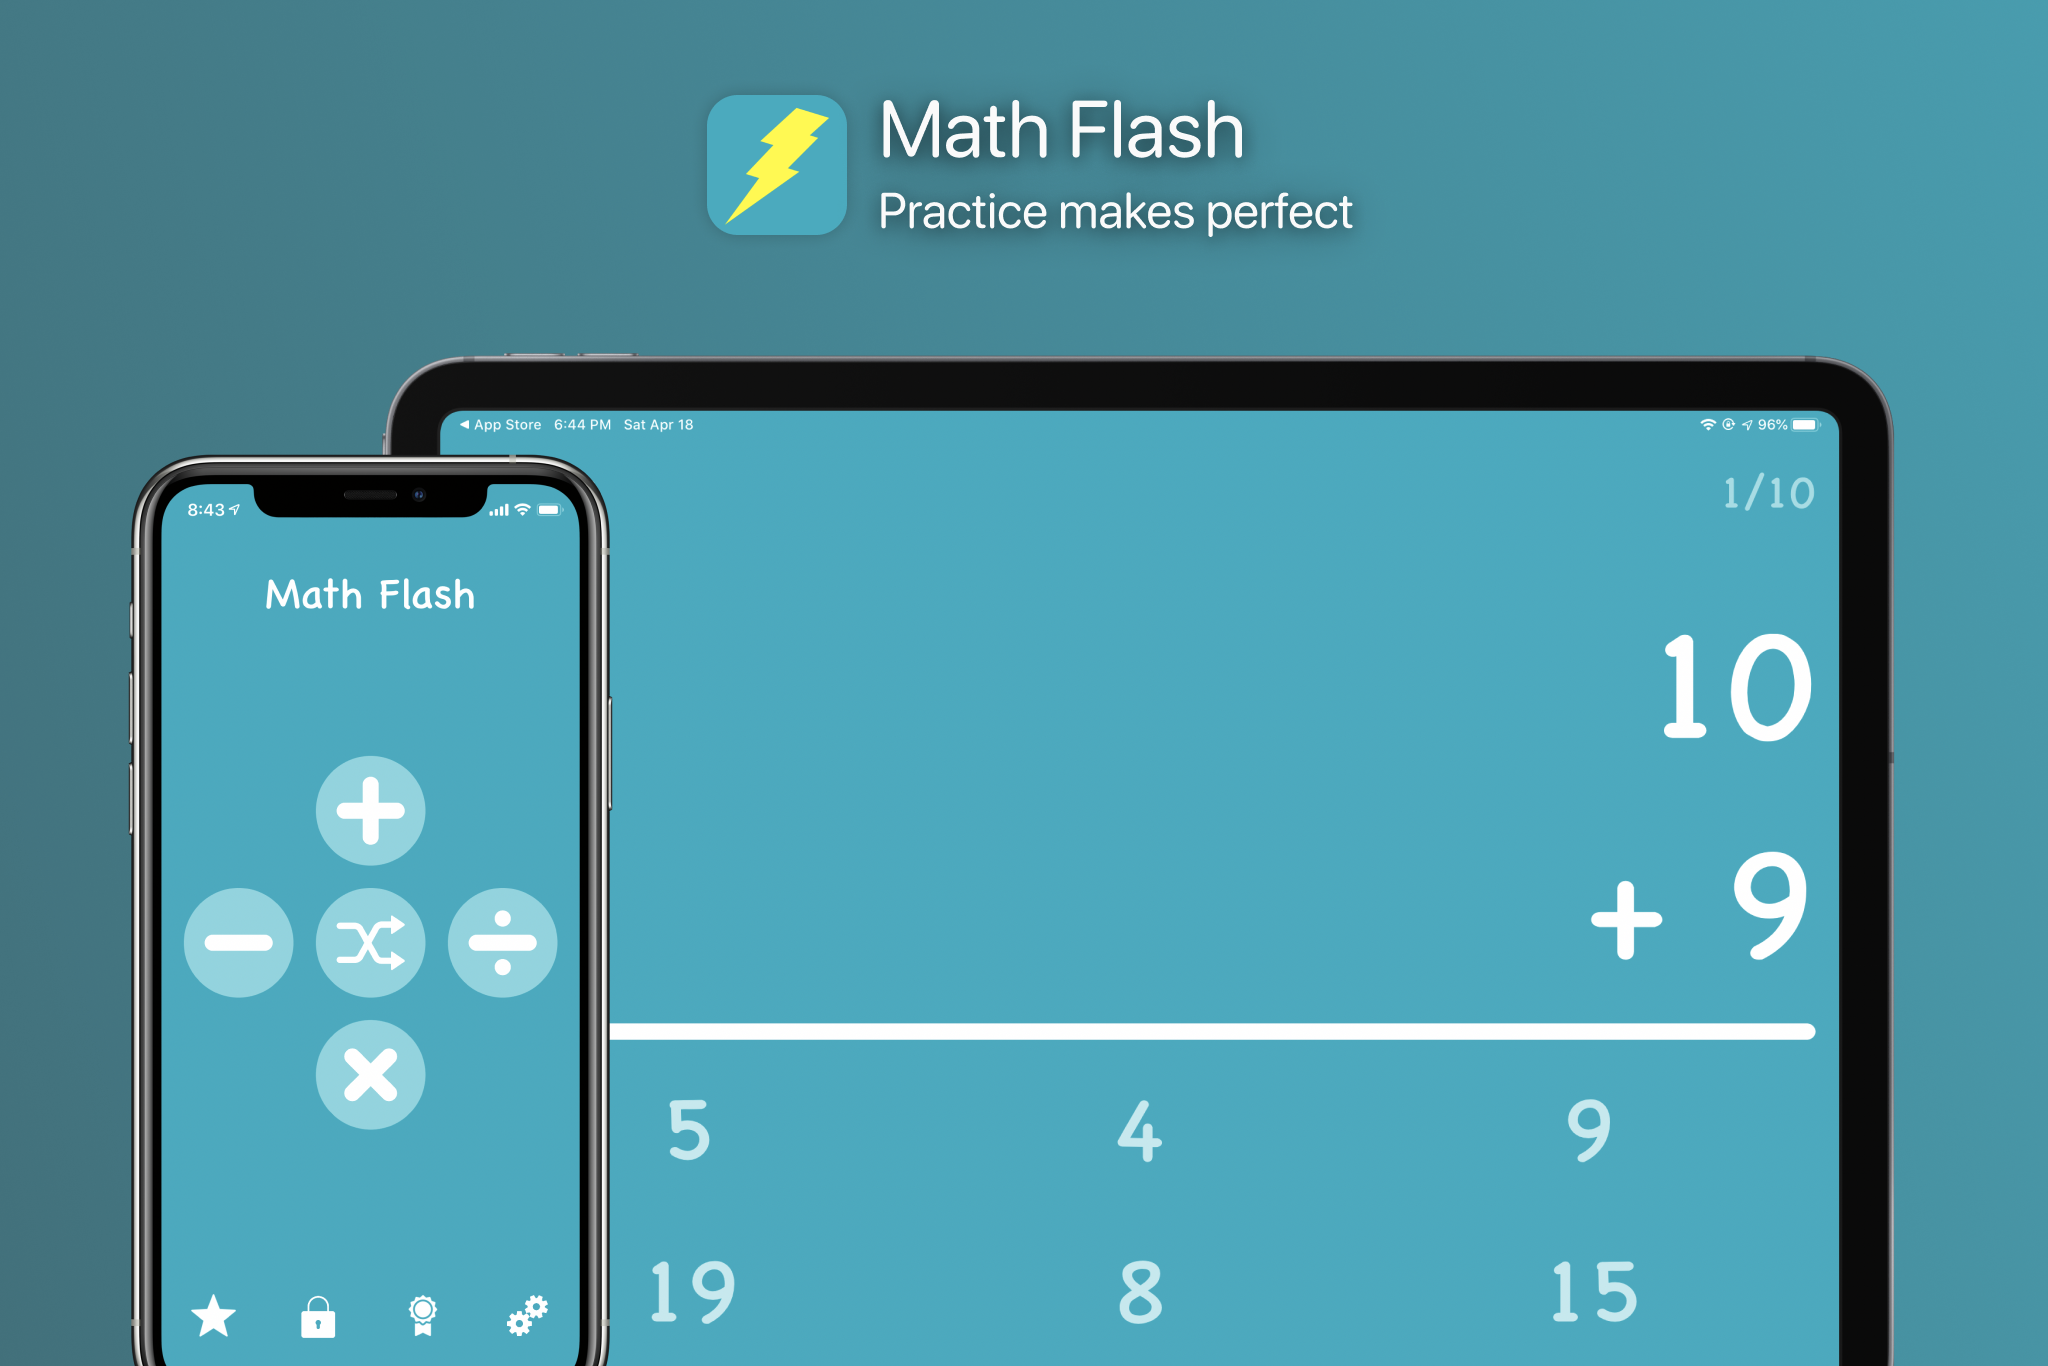 Math Flash
Practice makes perfect
◀ App Store 6:44 PM Sat Apr 18
96%
1/10
8:43
Math Flash
10
+ 9
5 4 9
19 8 15